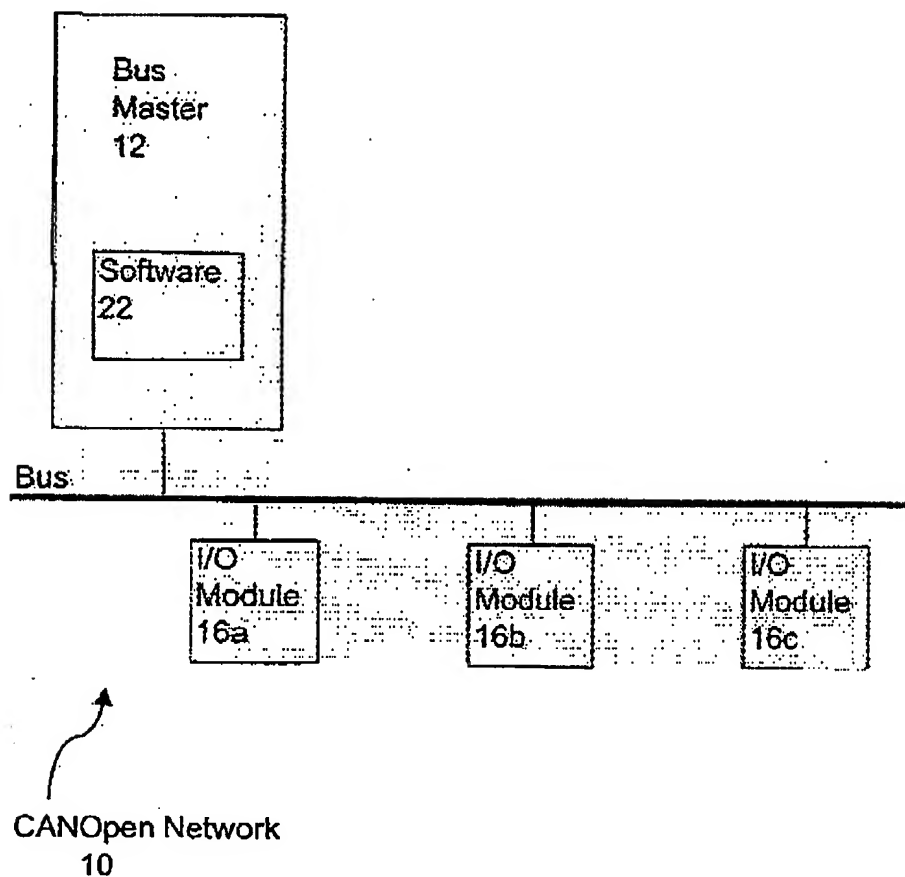 Bus
Master
12
Software
22
Bus
I/O
Module
16a
I/O
Module
16b
I/O
Module
16c
CANOpen Network
10